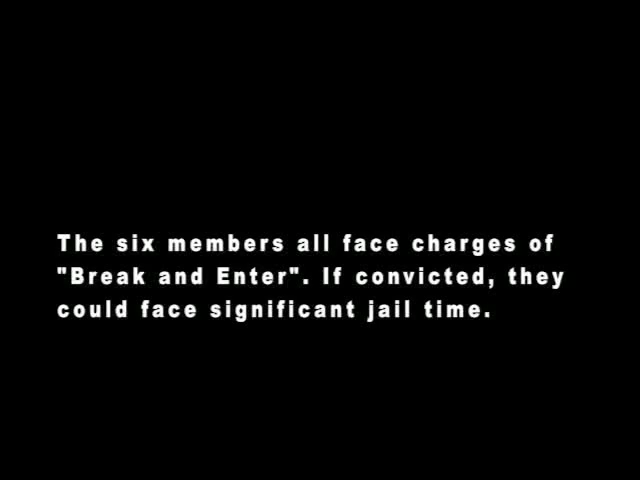 The six members all face charges of
"Break and Enter". If convicted, they
could face significant jail time.